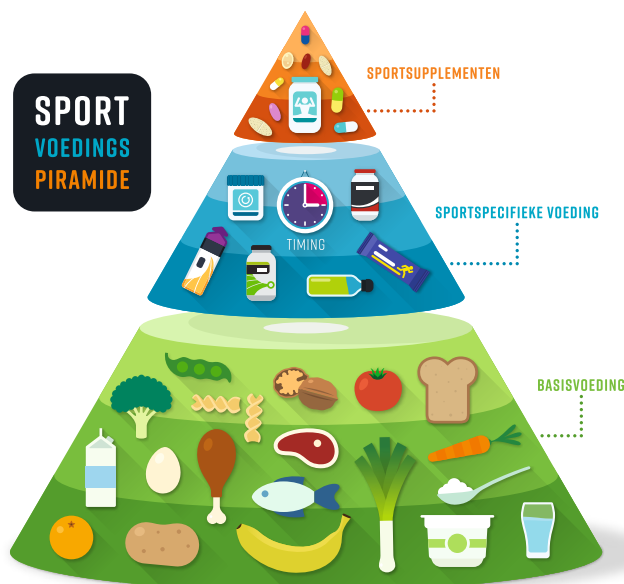 SPORT
VOEDINGS
PIRAMIDE
SPORTSUPPLEMENTEN
SPORTSPECIFIEKE VOEDING
TIMING
BASISVOEDING